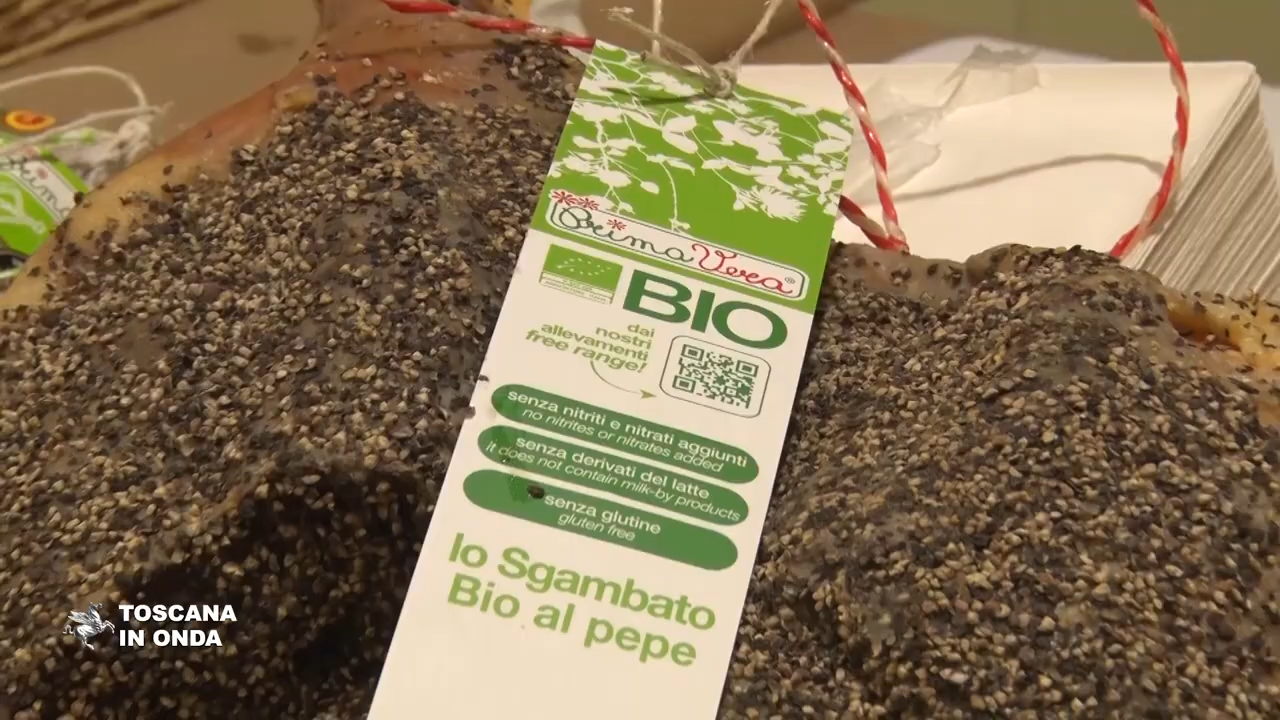 PrimaVera
BIO
dai
nostri
allevamenti
free range!
senza nitriti e nitrati aggiunti
no nitrites or nitrates added
senza derivati del latte
it does not contain milk-by products
senza glutine
gluten free
lo Sgambato
Bio al pepe
TOSCANA
IN ONDA